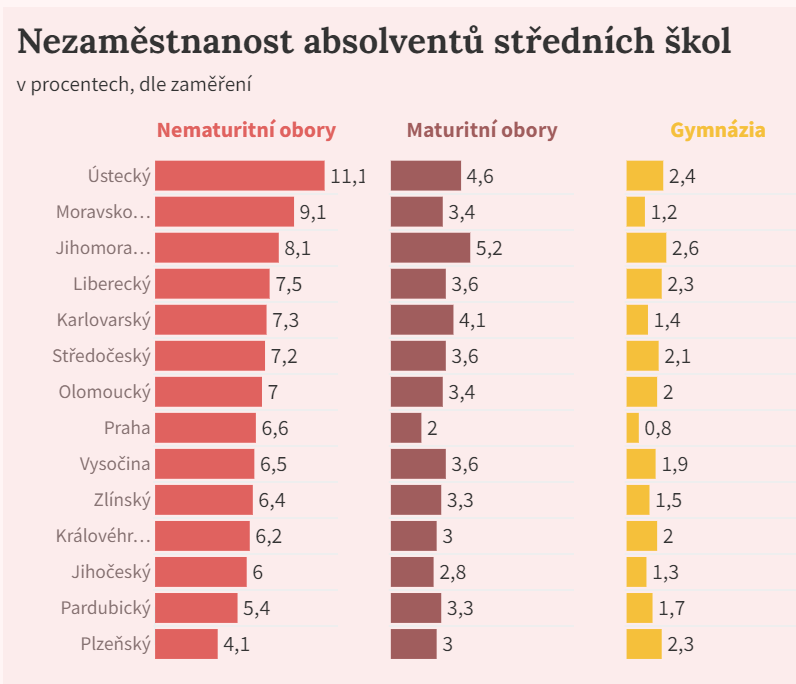 Nezaměstnanost absolventů středních škol
v procentech, dle zaměření
Nematuritní obory Maturitní obory Gymnázia
Ústecký 11,1 4,6 2,4
Moravsko… 9,1 3,4 1,2
Jihomora… 8,1 5,2 2,6
Liberecký 7,5 3,6 2,3
Karlovarský 7,3 4,1 1,4
Středočeský 7,2 3,6 2,1
Olomoucký 7 3,4 2
Praha 6,6 2 0,8
Vysočina 6,5 3,6 1,9
Zlínský 6,4 3,3 1,5
Královéhr… 6,2 3 2
Jihočeský 6 2,8 1,3
Pardubický 5,4 3,3 1,7
Plzeňský 4,1 3 2,3